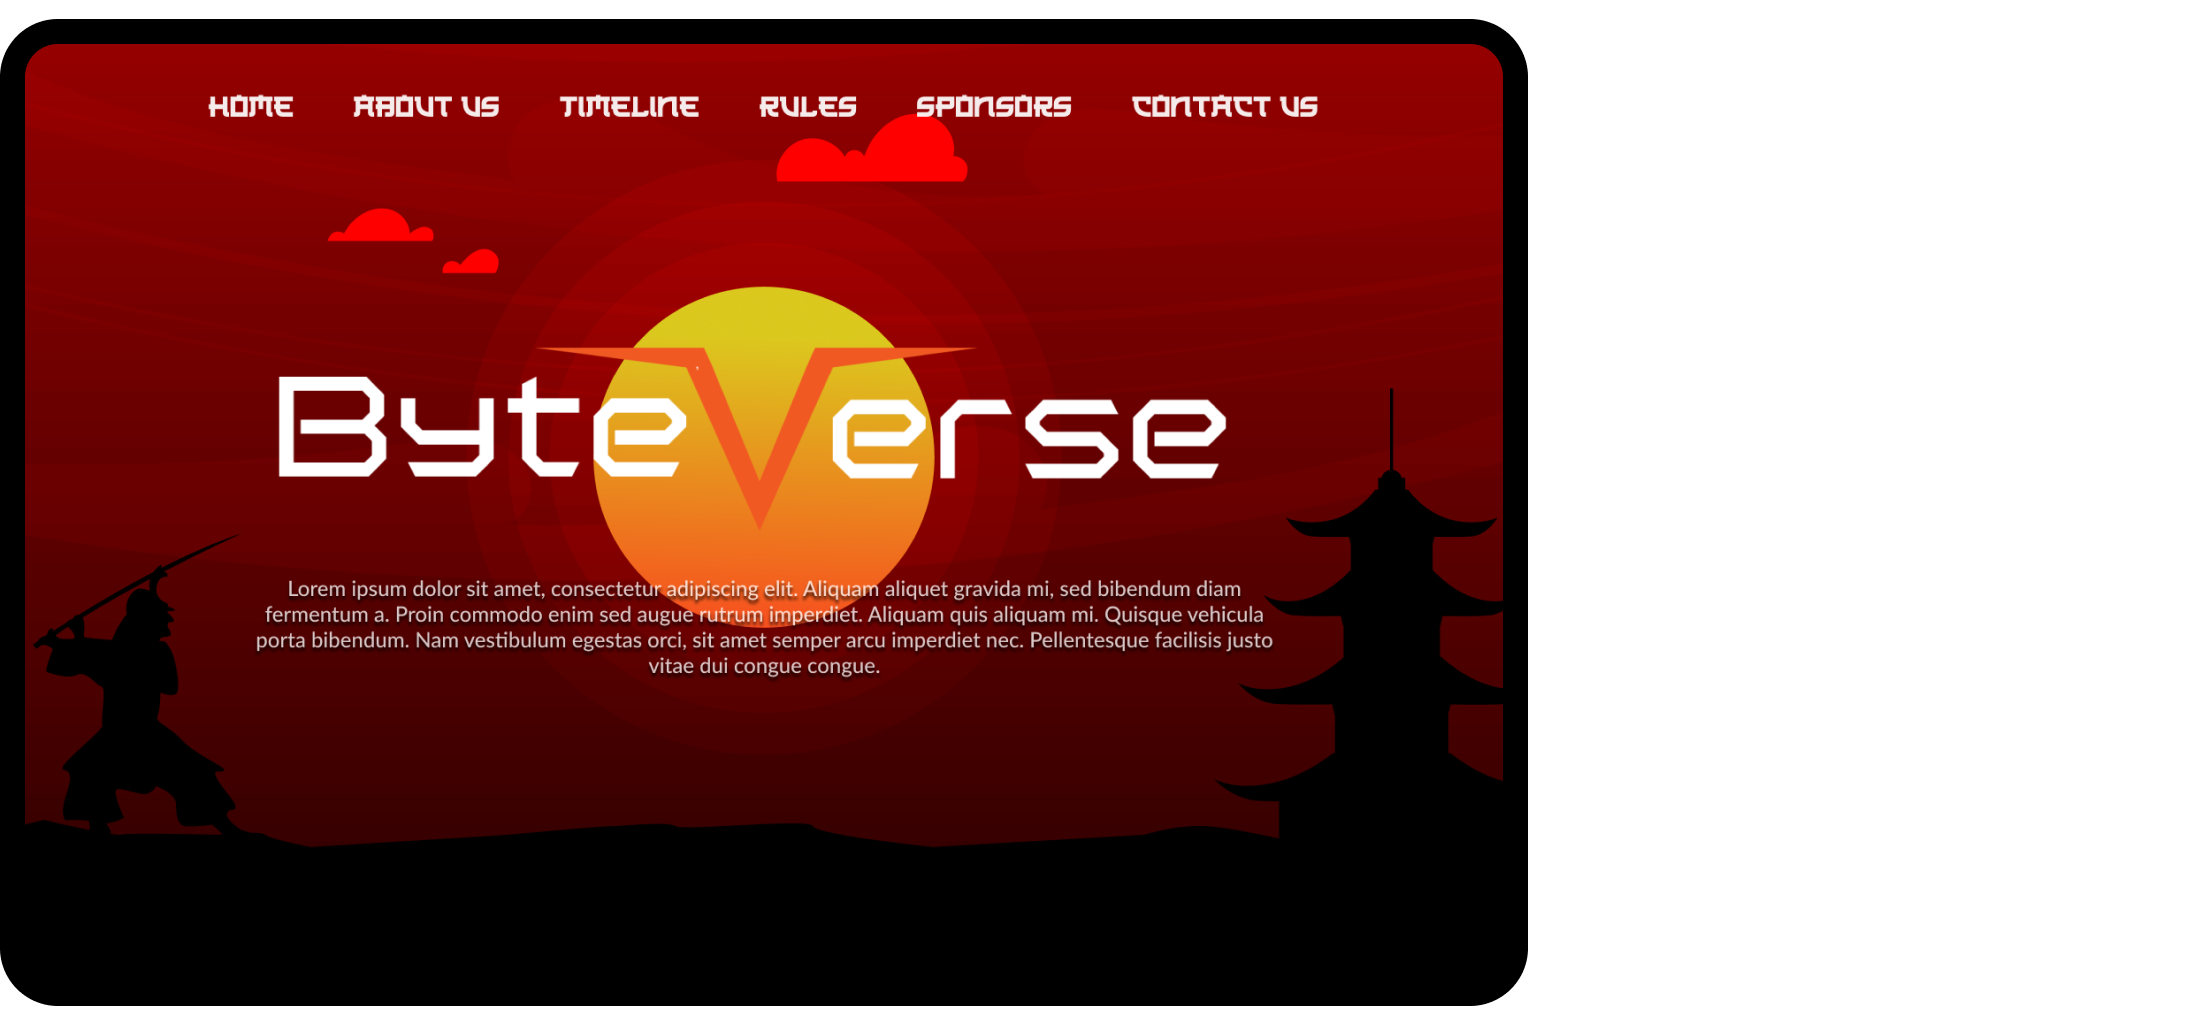 HOME ABOUT US TIMELINE RULES SPONSORS CONTACT US
ByteVerse
Lorem ipsum dolor sit amet, consectetur adipiscing elit. Aliquam aliquet gravida mi, sed bibendum diam
fermentum a. Proin commodo enim sed augue rutrum imperdiet. Aliquam quis aliquam mi. Quisque vehicula
porta bibendum. Nam vestibulum egestas orci, sit amet semper arcu imperdiet nec. Pellentesque facilisis justo
vitae dui congue congue.